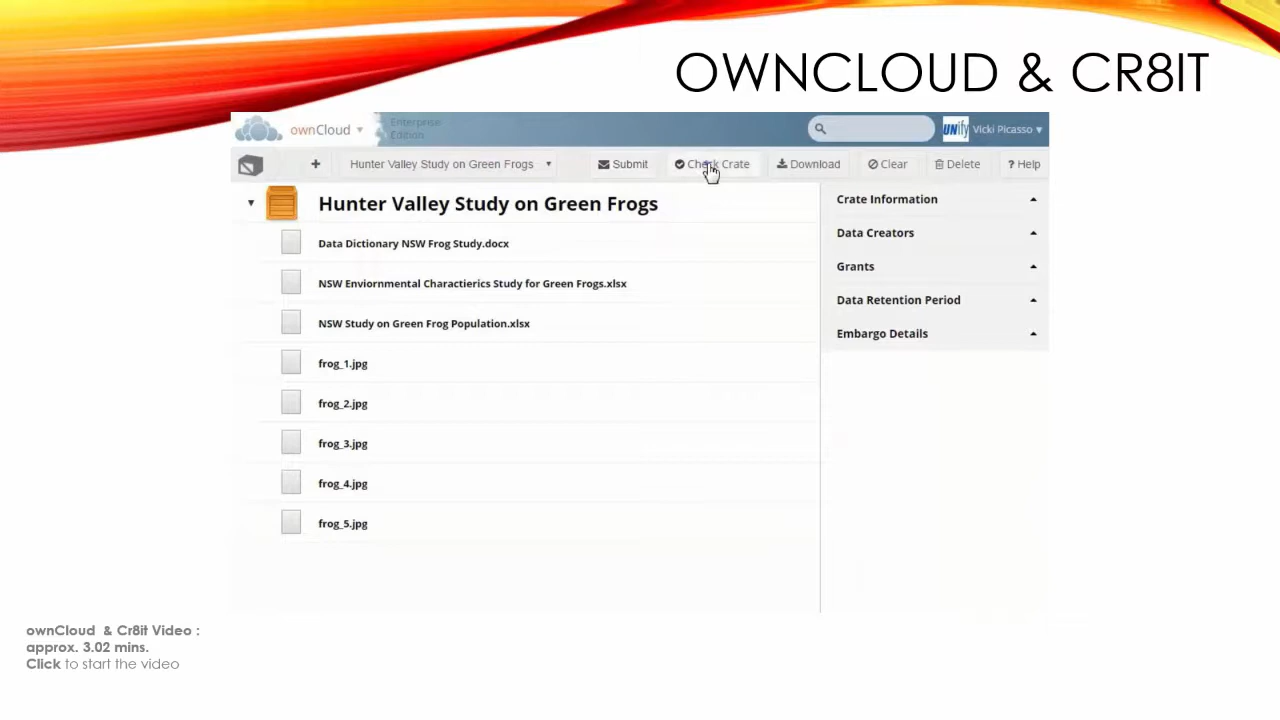 OWNCLOUD & CR8IT
ownCloud
Enterprise
Edition
UNify
Vicki Picasso
+
Hunter Valley Study on Green Frogs
Submit
Check Crate
Download
Clear
Delete
? Help
Hunter Valley Study on Green Frogs
Data Dictionary NSW Frog Study.docx
NSW Enviornmental Charactierics Study for Green Frogs.xlsx
NSW Study on Green Frog Population.xlsx
frog_1.jpg
frog_2.jpg
frog_3.jpg
frog_4.jpg
frog_5.jpg
Crate Information
Data Creators
Grants
Data Retention Period
Embargo Details
ownCloud & Cr8it Video :
approx. 3.02 mins.
Click to start the video